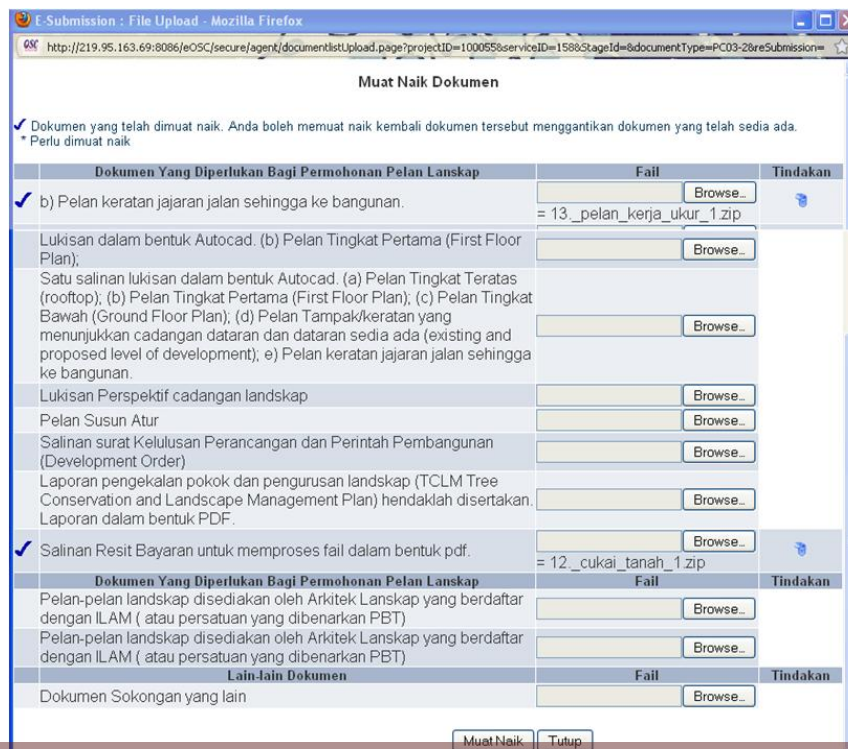 E-Submission : File Upload - Mozilla Firefox
OSC http://219.95.163.69:8086/eOSC/secure/agent/documentlistUpload.page?projectID=100055&serviceID=158&StageId=&documentType=PC03-2&reSubmission=
Muat Naik Dokumen
Dokumen yang telah dimuat naik. Anda boleh memuat naik kembali dokumen tersebut menggantikan dokumen yang telah sedia ada.
* Perlu dimuat naik
Dokumen Yang Diperlukan Bagi Permohonan Pelan Lanskap Fail Tindakan
b) Pelan keratan jajaran jalan sehingga ke bangunan. Browse...
= 13._pelan_kerja_ukur_1.zip
Lukisan dalam bentuk Autocad. (b) Pelan Tingkat Pertama (First Floor
Plan); Browse...
Satu salinan lukisan dalam bentuk Autocad. (a) Pelan Tingkat Teratas
(rooftop); (b) Pelan Tingkat Pertama (First Floor Plan); (c) Pelan Tingkat
Bawah (Ground Floor Plan); (d) Pelan Tampak/keratan yang
menunjukkan cadangan dataran dan dataran sedia ada (existing and Browse...
proposed level of development); e) Pelan keratan jajaran jalan sehingga
ke bangunan.
Lukisan Perspektif cadangan landskap Browse...
Pelan Susun Atur Browse...
Salinan surat Kelulusan Perancangan dan Perintah Pembangunan
(Development Order) Browse...
Laporan pengekalan pokok dan pengurusan landskap (TCLM Tree
Conservation and Landscape Management Plan) hendaklah disertakan. Browse...
Laporan dalam bentuk PDF.
Salinan Resit Bayaran untuk memproses fail dalam bentuk pdf. Browse...
= 12._cukai_tanah_1.zip
Dokumen Yang Diperlukan Bagi Permohonan Pelan Lanskap Fail Tindakan
Pelan-pelan landskap disediakan oleh Arkitek Lanskap yang berdaftar
dengan ILAM ( atau persatuan yang dibenarkan PBT) Browse...
Pelan-pelan landskap disediakan oleh Arkitek Lanskap yang berdaftar
dengan ILAM ( atau persatuan yang dibenarkan PBT) Browse...
Lain-lain Dokumen Fail Tindakan
Dokumen Sokongan yang lain Browse...
Muat Naik Tutup